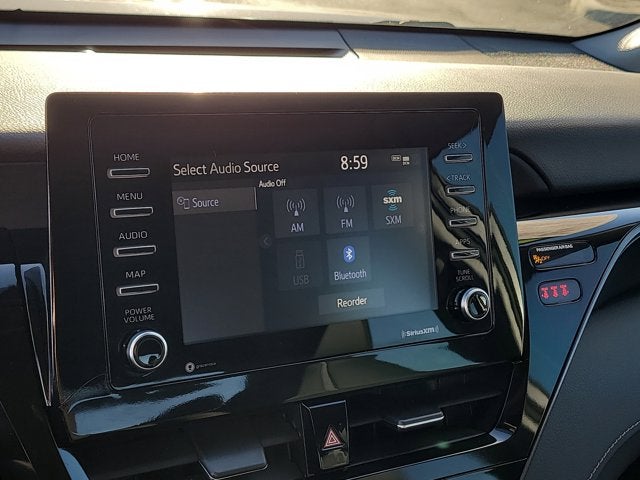 HOME
MENU
AUDIO
MAP
POWER
VOLUME
Select Audio Source
8:59
Audio Off
Source
AM
FM
sxm
SXM
USB
Bluetooth
Reorder
SiriusXM
SEEK>
<TRACK
PHONE
APPS
TUNE
SCROLL
PASSENGER AIR BAG
OFF